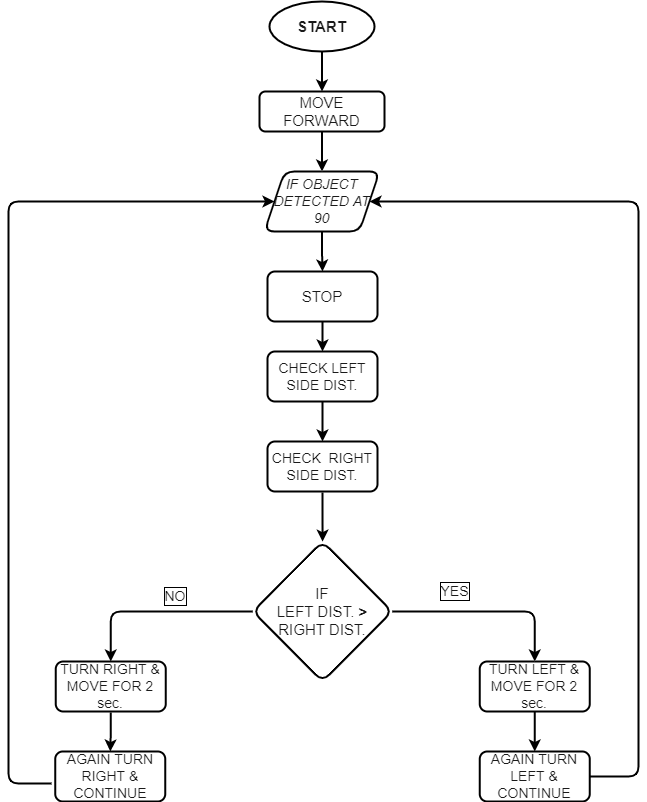 START
MOVE
FORWARD
IF OBJECT
DETECTED AT
90
STOP
CHECK LEFT
SIDE DIST.
CHECK RIGHT
SIDE DIST.
IF
LEFT DIST. >
RIGHT DIST.
NO
YES
TURN RIGHT &
MOVE FOR 2
sec.
TURN LEFT &
MOVE FOR 2
sec.
AGAIN TURN
RIGHT &
CONTINUE
AGAIN TURN
LEFT &
CONTINUE